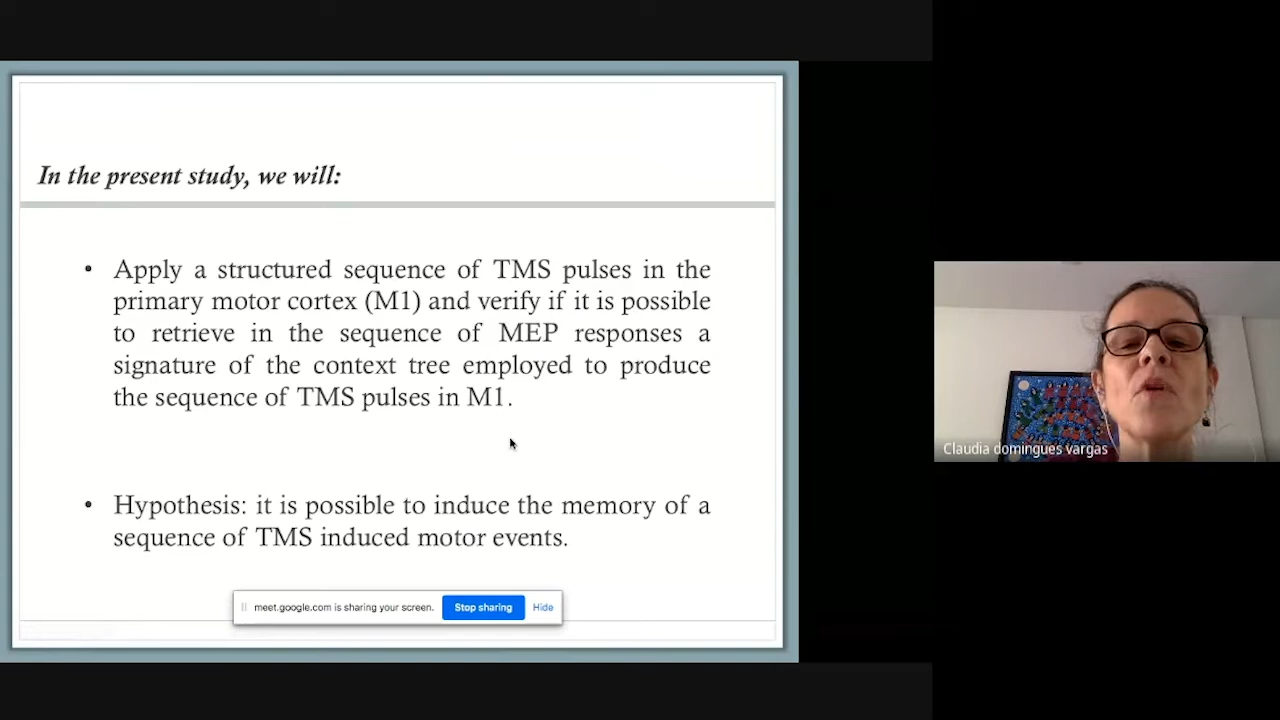 In the present study, we will:
• Apply a structured sequence of TMS pulses in the
primary motor cortex (M1) and verify if it is possible
to retrieve in the sequence of MEP responses a
signature of the context tree employed to produce
the sequence of TMS pulses in M1.
• Hypothesis: it is possible to induce the memory of a
sequence of TMS induced motor events.
meet.google.com is sharing your screen. Stop sharing Hide
Claudia domingues vargas